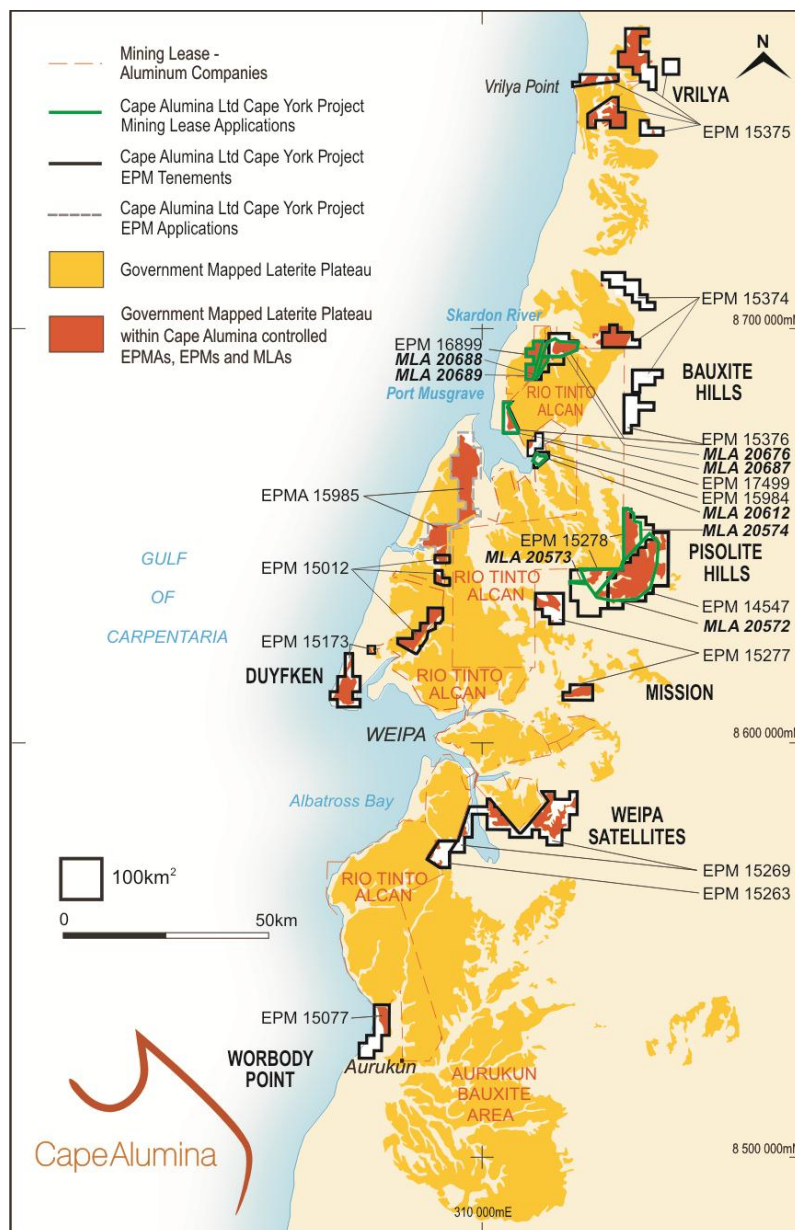 Mining Lease -
Aluminum Companies
Cape Alumina Ltd Cape York Project
Mining Lease Applications
Cape Alumina Ltd Cape York Project
EPM Tenements
Cape Alumina Ltd Cape York Project
EPM Applications
Government Mapped Laterite Plateau
Government Mapped Laterite Plateau
within Cape Alumina controlled
EPMAs, EPMs and MLAs
N
Vrilya Point
VRILYA
EPM 15375
EPM 15374
Skardon River
8 700 000mN
EPM 16899
MLA 20688
MLA 20689
Port Musgrave
RIO TINTO
ALCAN
BAUXITE
HILLS
EPM 15376
MLA 20676
MLA 20687
EPM 17499
EPM 15984
MLA 20612
MLA 20574
EPMA 15985
EPM 15278
MLA 20573
PISOLITE
HILLS
GULF
OF
CARPENTARIA
EPM 15012
RIO TINTO
ALCAN
EPM 14547
MLA 20572
EPM 15173
EPM 15277
DUYFKEN
RIO TINTO
ALCAN
MISSION
WEIPA
8 600 000mN
Albatross Bay
WEIPA
SATELLITES
100km²
RIO TINTO
ALCAN
EPM 15269
EPM 15263
0
50km
EPM 15077
WORBODY
POINT
Aurukun
AURUKUN
BAUXITE
AREA
CapeAlumina
8 500 000mN
310 000mE